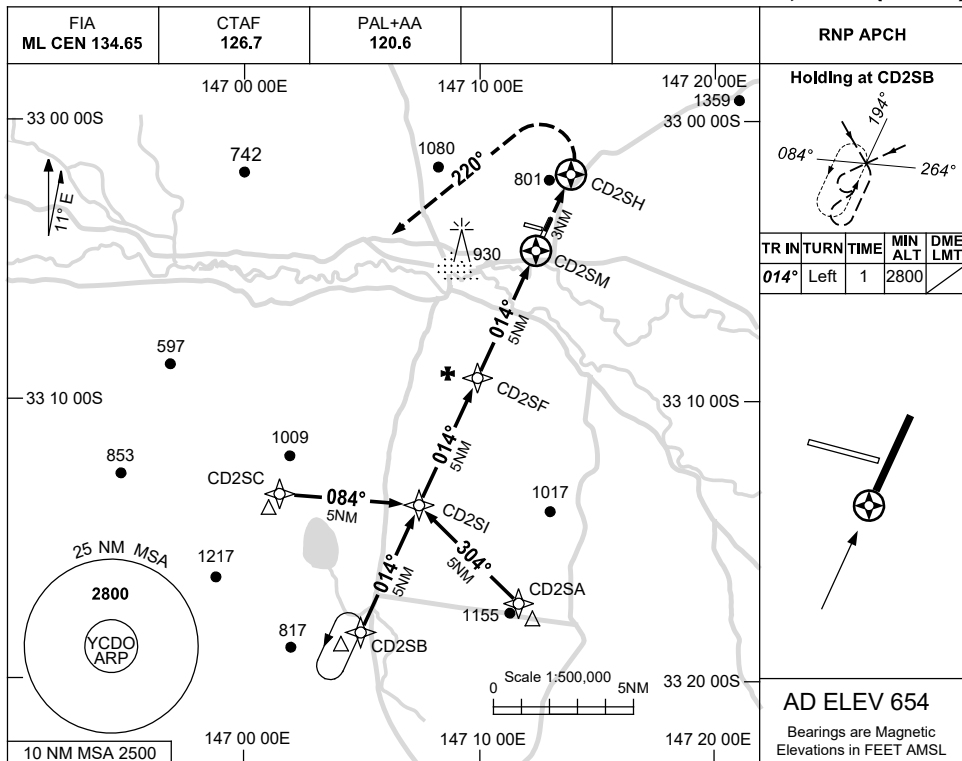 FIA
ML CEN 134.65
CTAF
126.7
PAL+AA
120.6
RNP APCH
147 00 00E
147 10 00E
147 20 00E
1359
33 00 00S
33 00 00S
742
1080
801
220°
CD2SH
11° E
3NM
930
CD2SM
014°
5NM
597
CD2SF
33 10 00S
33 10 00S
1009
853
014°
5NM
CD2SC
084°
5NM
CD2SI
1017
304°
5NM
25 NM MSA
2800
YCDO
ARP
1217
014°
5NM
CD2SA
1155
817
CD2SB
Scale 1:500,000
0
5NM
33 20 00S
10 NM MSA 2500
147 00 00E
147 10 00E
147 20 00E
Holding at CD2SB
194°
084°
264°
TR IN TURN TIME MIN ALT DME LMT
014° Left 1 2800
AD ELEV 654
Bearings are Magnetic
Elevations in FEET AMSL